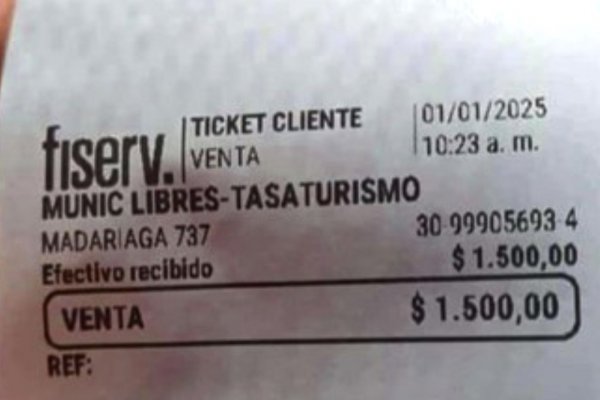 fiserv. TICKET CLIENTE 01/01/2025
VENTA 10:23 a. m.
MUNIC LIBRES-TASATURISMO
MADARIAGA 737 30-99905693-4
Efectivo recibido $ 1.500,00
VENTA $ 1.500,00
REF: